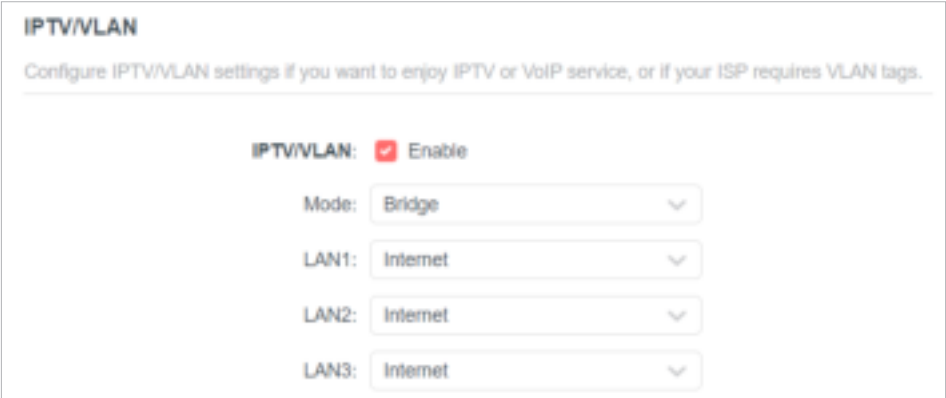 IPTV/VLAN
Configure IPTV/VLAN settings if you want to enjoy IPTV or VoIP service, or if your ISP requires VLAN tags.
IPTV/VLAN: Enable
Mode: Bridge
LAN1: Internet
LAN2: Internet
LAN3: Internet